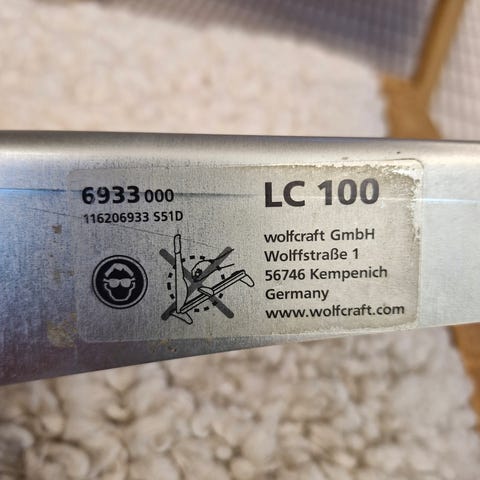 6933 000
116206933 S51D
LC 100
wolfcraft GmbH
Wolffstraße 1
56746 Kempenich
Germany
www.wolfcraft.com